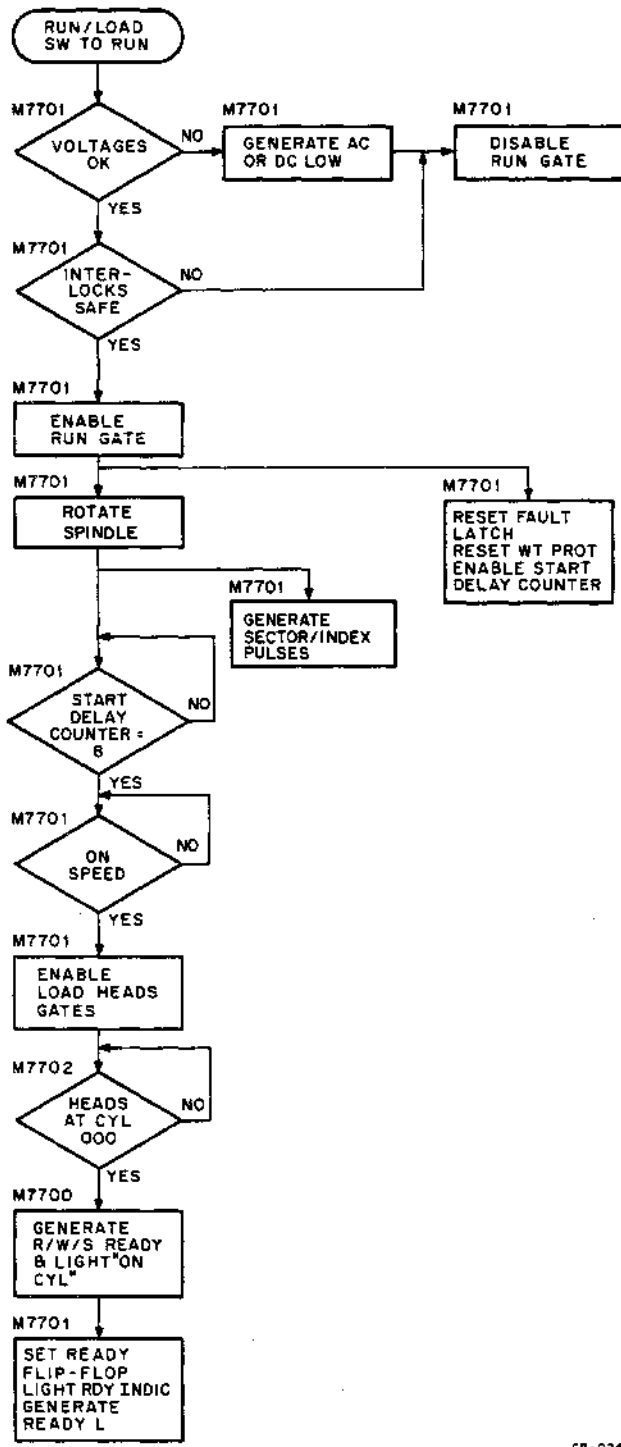 RUN/LOAD
SW TO RUN
M7701
VOLTAGES
OK
NO
YES
M7701
GENERATE AC
OR DC LOW
M7701
DISABLE
RUN GATE
M7701
INTER-
LOCKS
SAFE
NO
YES
M7701
ENABLE
RUN GATE
M7701
ROTATE
SPINDLE
M7701
RESET FAULT
LATCH
RESET WT PROT
ENABLE START
DELAY COUNTER
M7701
GENERATE
SECTOR/INDEX
PULSES
M7701
START
DELAY
COUNTER =
NO
YES
M7701
ON
SPEED
NO
YES
M7701
ENABLE
LOAD HEADS
GATES
M7702
HEADS
AT CYL
000
NO
YES
M7700
GENERATE
R/W/S READY
& LIGHT "ON
CYL"
M7701
SET READY
FLIP-FLOP
LIGHT RDY INDIC
GENERATE
READY L